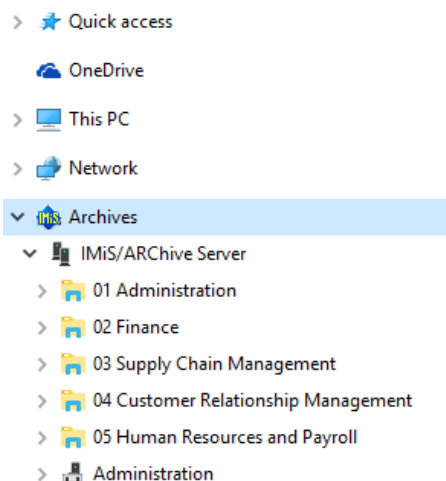 Quick access
OneDrive
This PC
Network
IMiS Archives
IMiS/ARChive Server
01 Administration
02 Finance
03 Supply Chain Management
04 Customer Relationship Management
05 Human Resources and Payroll
Administration